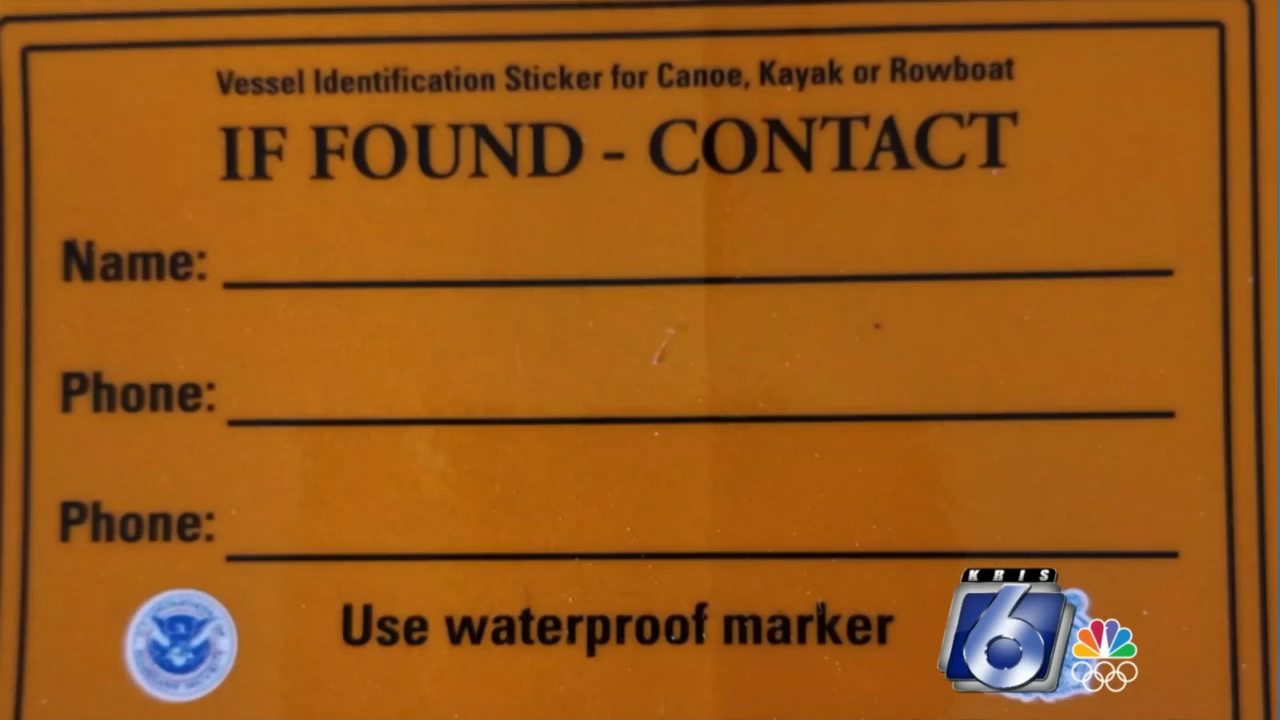 Vessel Identification Sticker for Canoe, Kayak or Rowboat
IF FOUND - CONTACT
Name:
Phone:
Phone:
Use waterproof marker
KRIS
6